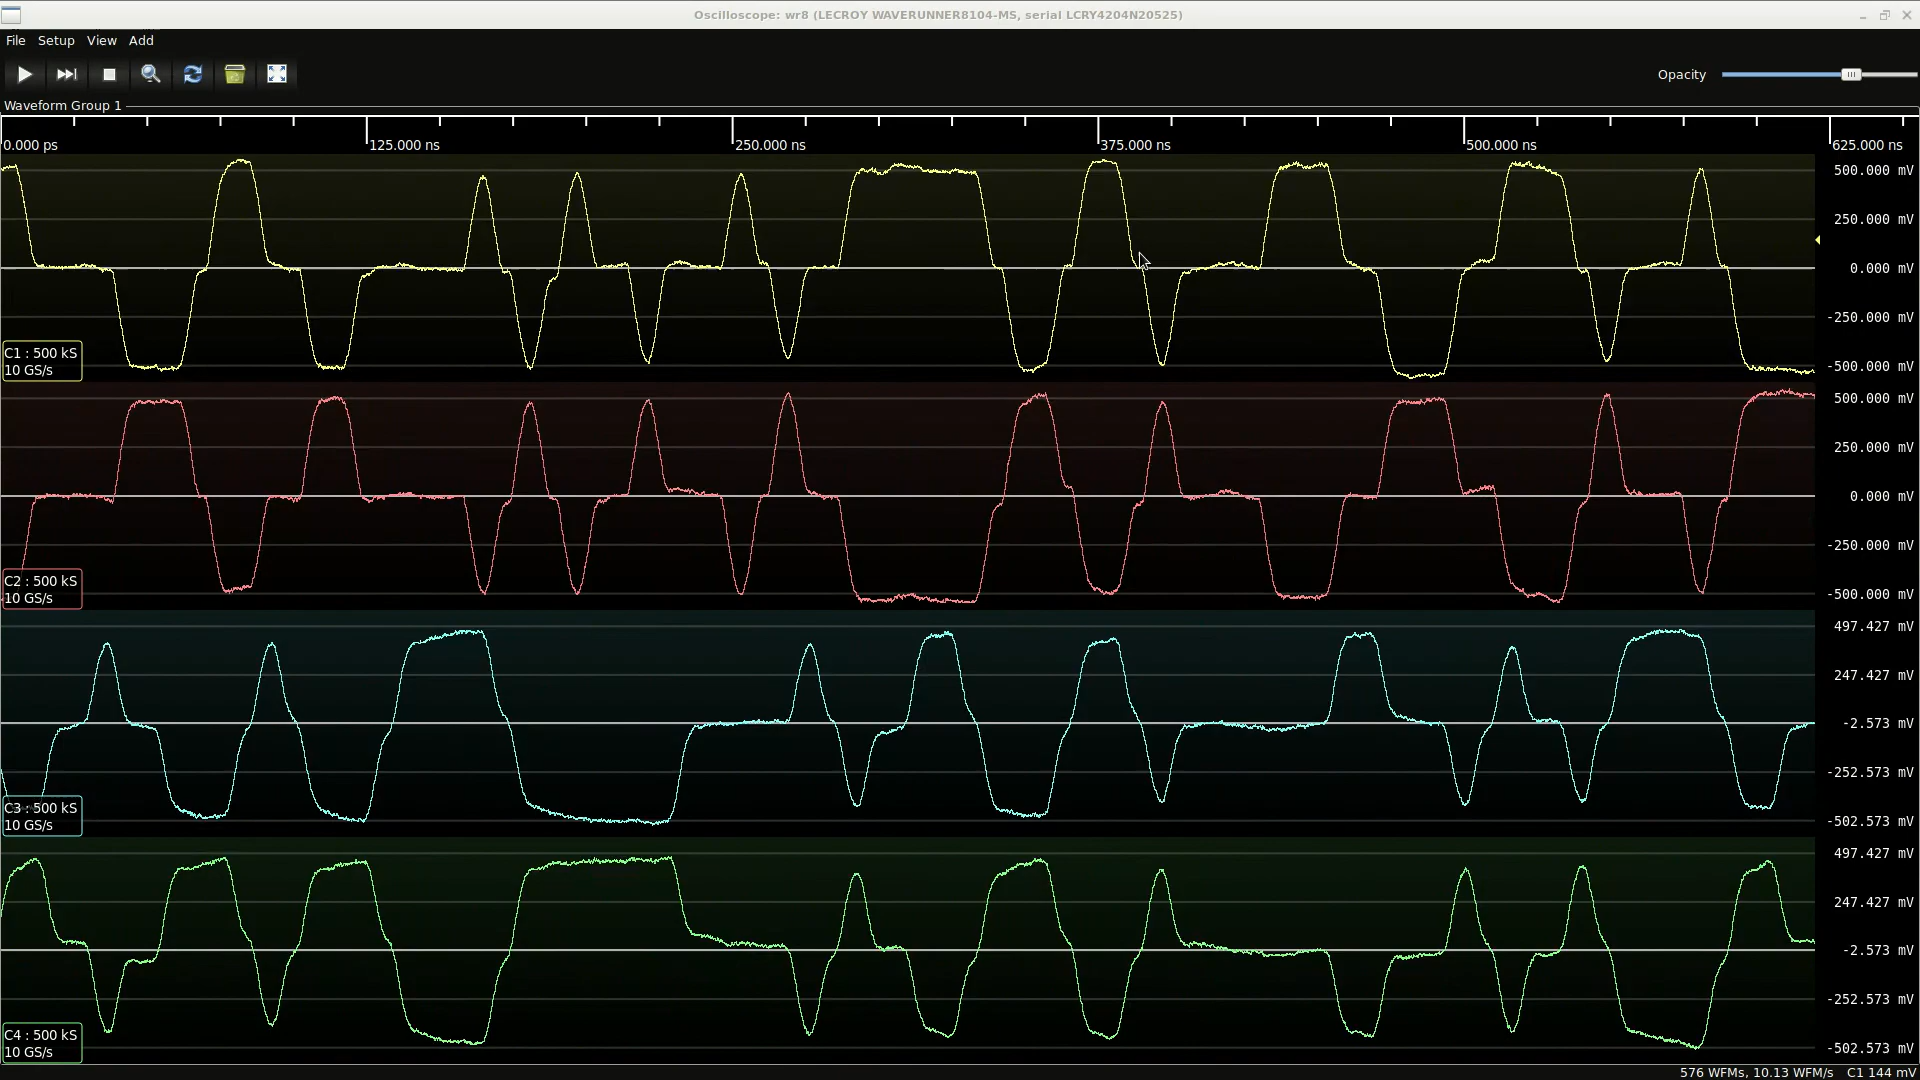 Oscilloscope: wr8 (LECROY WAVERUNNER8104-MS, serial LCRY4204N20525)
File Setup View Add
Opacity
Waveform Group 1
0.000 ps 125.000 ns 250.000 ns 375.000 ns 500.000 ns 625.000 ns
500.000 mV
250.000 mV
0.000 mV
-250.000 mV
-500.000 mV
C1 : 500 kS
10 GS/s
500.000 mV
250.000 mV
0.000 mV
-250.000 mV
-500.000 mV
C2 : 500 kS
10 GS/s
497.427 mV
247.427 mV
-2.573 mV
-252.573 mV
-502.573 mV
C3 : 500 kS
10 GS/s
497.427 mV
247.427 mV
-2.573 mV
-252.573 mV
-502.573 mV
C4 : 500 kS
10 GS/s
576 WFMs, 10.13 WFM/s C1 144 mV